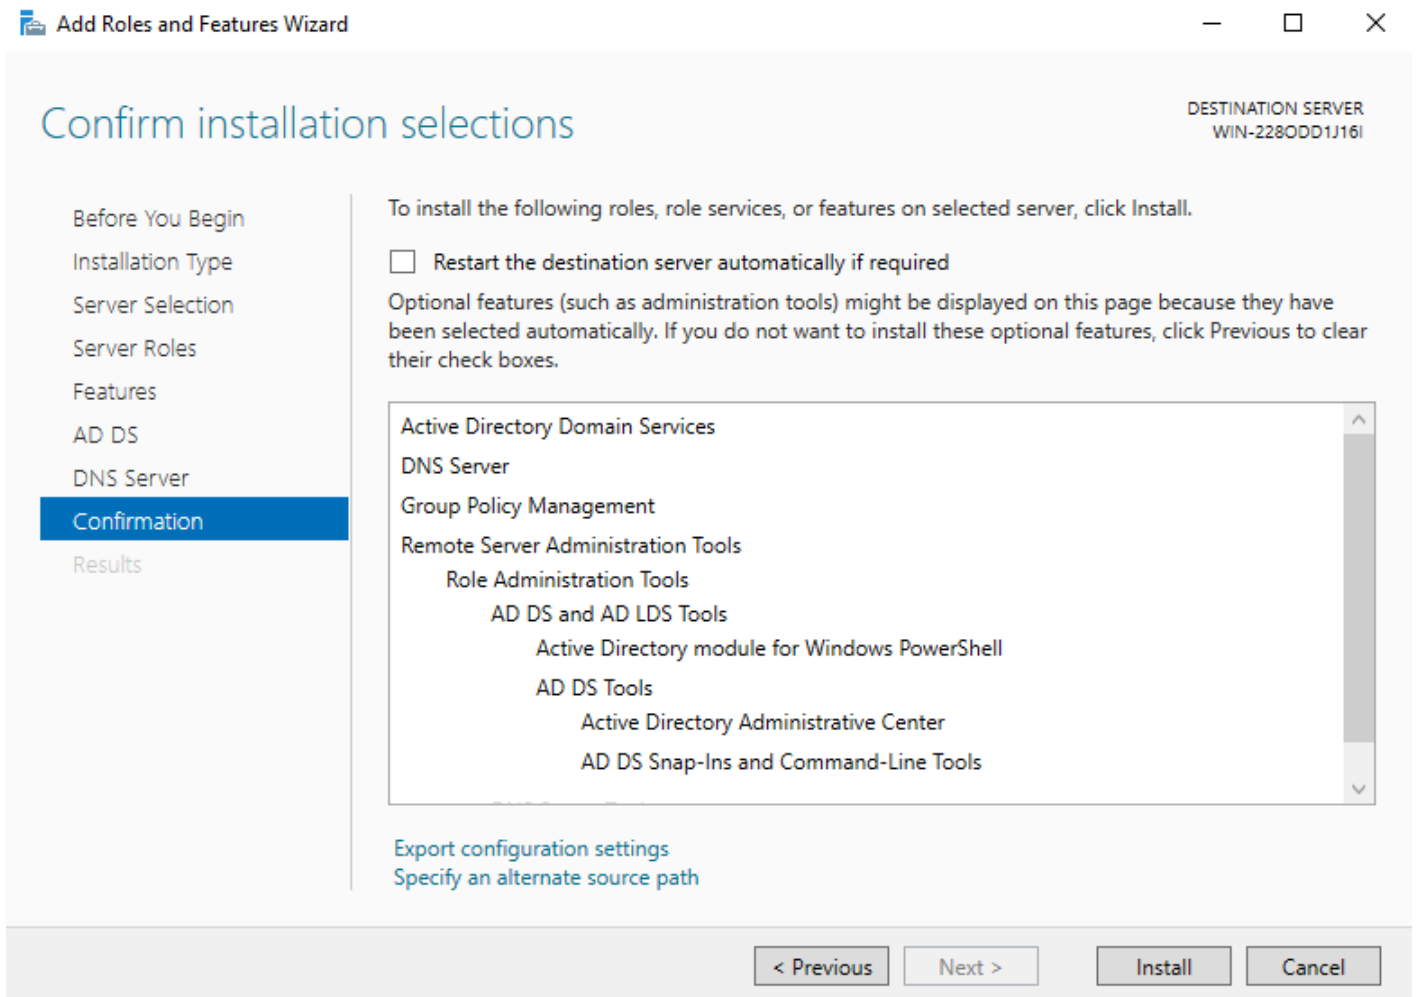 Add Roles and Features Wizard
Confirm installation selections
DESTINATION SERVER
WIN-228ODD1J16I
Before You Begin
Installation Type
Server Selection
Server Roles
Features
AD DS
DNS Server
Confirmation
Results
To install the following roles, role services, or features on selected server, click Install.
Restart the destination server automatically if required
Optional features (such as administration tools) might be displayed on this page because they have
been selected automatically. If you do not want to install these optional features, click Previous to clear
their check boxes.
Active Directory Domain Services
DNS Server
Group Policy Management
Remote Server Administration Tools
Role Administration Tools
AD DS and AD LDS Tools
Active Directory module for Windows PowerShell
AD DS Tools
Active Directory Administrative Center
AD DS Snap-Ins and Command-Line Tools
Export configuration settings
Specify an alternate source path
< Previous
Next >
Install
Cancel